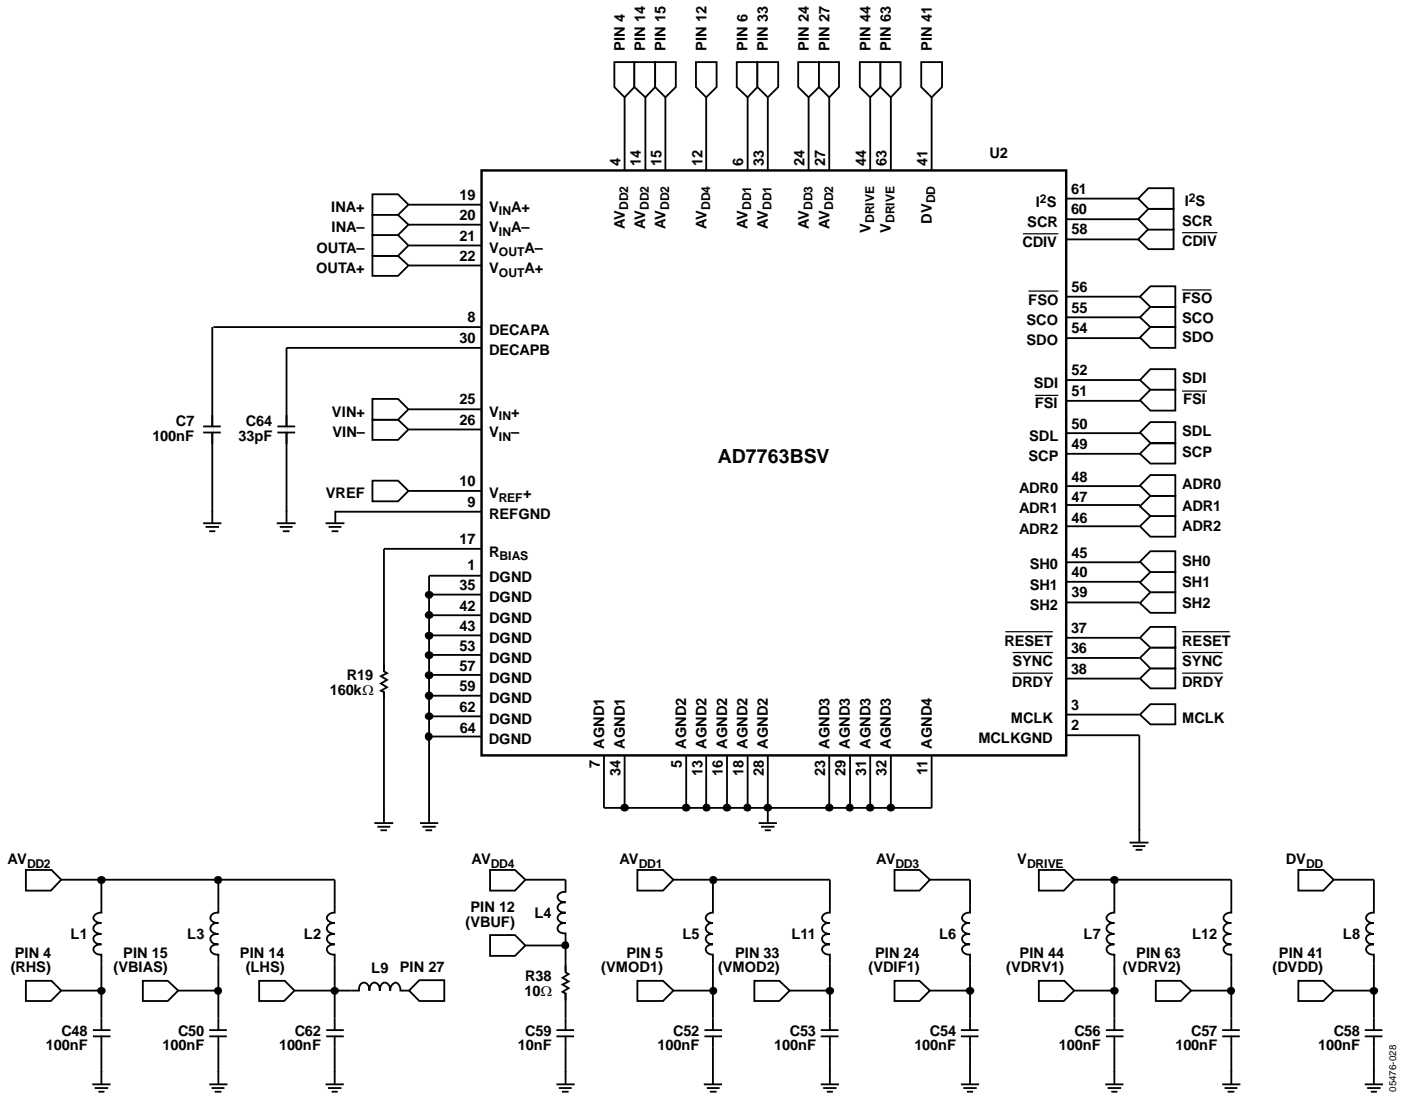 PIN 4 PIN 14 PIN 15 PIN 12 PIN 6 PIN 33 PIN 24 PIN 27 PIN 44 PIN 63 PIN 41
4 14 15 12 6 33 24 27 44 63 41
U2
AVDD2 AVDD2 AVDD2 AVDD4 AVDD1 AVDD1 AVDD3 AVDD2 VDRIVE VDRIVE DVDD
INA+ 19 VINA+
INA– 20 VINA–
OUTA– 21 VOUTA–
OUTA+ 22 VOUTA+
8 DECAPA
30 DECAPB
C7
100nF
C64
33pF
VIN+ 25 VIN+
VIN– 26 VIN–
VREF 10 VREF+
9 REFGND
17 RBIAS
1 DGND
35 DGND
42 DGND
43 DGND
53 DGND
57 DGND
59 DGND
62 DGND
64 DGND
R19
160kΩ
AD7763BSV
I2S 61 I2S
SCR 60 SCR
CDIV 58 CDIV
FSO 56 FSO
SCO 55 SCO
SDO 54 SDO
SDI 52 SDI
FSI 51 FSI
SDL 50 SDL
SCP 49 SCP
ADR0 48 ADR0
ADR1 47 ADR1
ADR2 46 ADR2
SH0 45 SH0
SH1 40 SH1
SH2 39 SH2
RESET 37 RESET
SYNC 36 SYNC
DRDY 38 DRDY
MCLK 3 MCLK
MCLKGND 2
AGND1 AGND1 AGND2 AGND2 AGND2 AGND2 AGND2 AGND3 AGND3 AGND3 AGND3 AGND4
7 34 5 13 16 18 28 23 29 31 32 11
AVDD2 AVDD4 AVDD1 AVDD3 VDRIVE DVDD
L1 L3 L2 L4 L5 L11 L6 L7 L12 L8
PIN 12
(VBUF)
PIN 4
(RHS)
PIN 15
(VBIAS)
PIN 14
(LHS)
L9 PIN 27
R38
10Ω
PIN 5
(VMOD1)
PIN 33
(VMOD2)
PIN 24
(VDIF1)
PIN 44
(VDRV1)
PIN 63
(VDRV2)
PIN 41
(DVDD)
C48
100nF
C50
100nF
C62
100nF
C59
10nF
C52
100nF
C53
100nF
C54
100nF
C56
100nF
C57
100nF
C58
100nF
05476-028